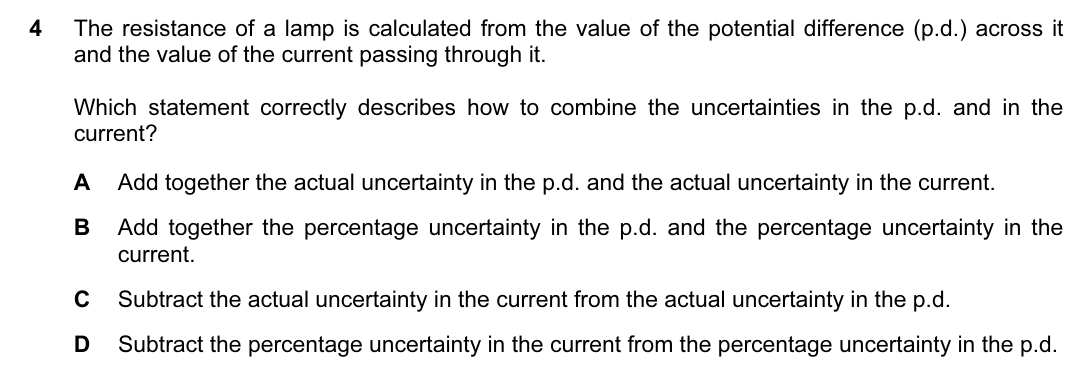 4 The resistance of a lamp is calculated from the value of the potential difference (p.d.) across it
and the value of the current passing through it.
Which statement correctly describes how to combine the uncertainties in the p.d. and in the
current?
A Add together the actual uncertainty in the p.d. and the actual uncertainty in the current.
B Add together the percentage uncertainty in the p.d. and the percentage uncertainty in the
current.
C Subtract the actual uncertainty in the current from the actual uncertainty in the p.d.
D Subtract the percentage uncertainty in the current from the percentage uncertainty in the p.d.